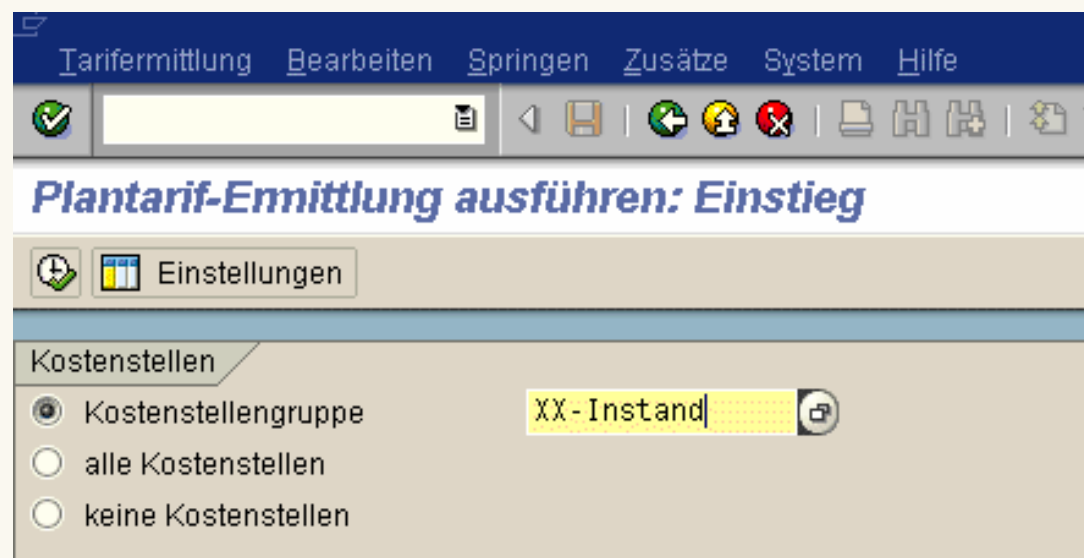 Tarifermittlung Bearbeiten Springen Zusätze System Hilfe
Plantarif-Ermittlung ausführen: Einstieg
Einstellungen
Kostenstellen
Kostenstellengruppe XX-Instand
alle Kostenstellen
keine Kostenstellen